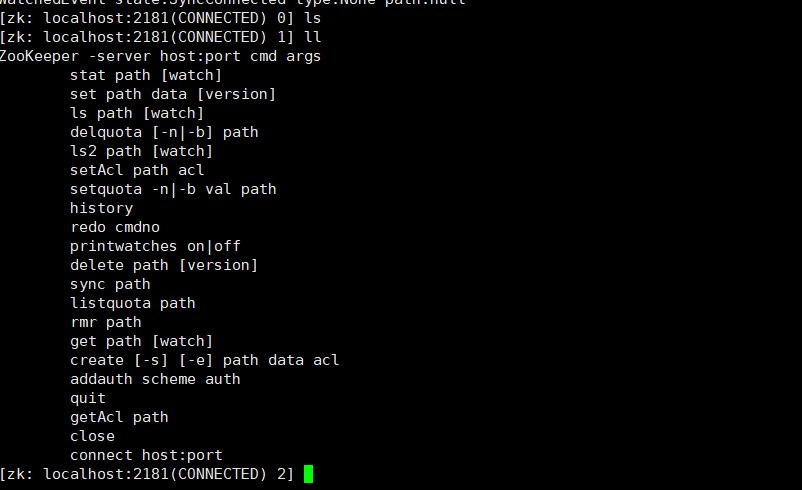 WatchedEvent state:SyncConnected type:None path:null
[zk: localhost:2181(CONNECTED) 0] ls
[zk: localhost:2181(CONNECTED) 1] ll
ZooKeeper -server host:port cmd args
        stat path [watch]
        set path data [version]
        ls path [watch]
        delquota [-n|-b] path
        ls2 path [watch]
        setAcl path acl
        setquota -n|-b val path
        history
        redo cmdno
        printwatches on|off
        delete path [version]
        sync path
        listquota path
        rmr path
        get path [watch]
        create [-s] [-e] path data acl
        addauth scheme auth
        quit
        getAcl path
        close
        connect host:port
[zk: localhost:2181(CONNECTED) 2]